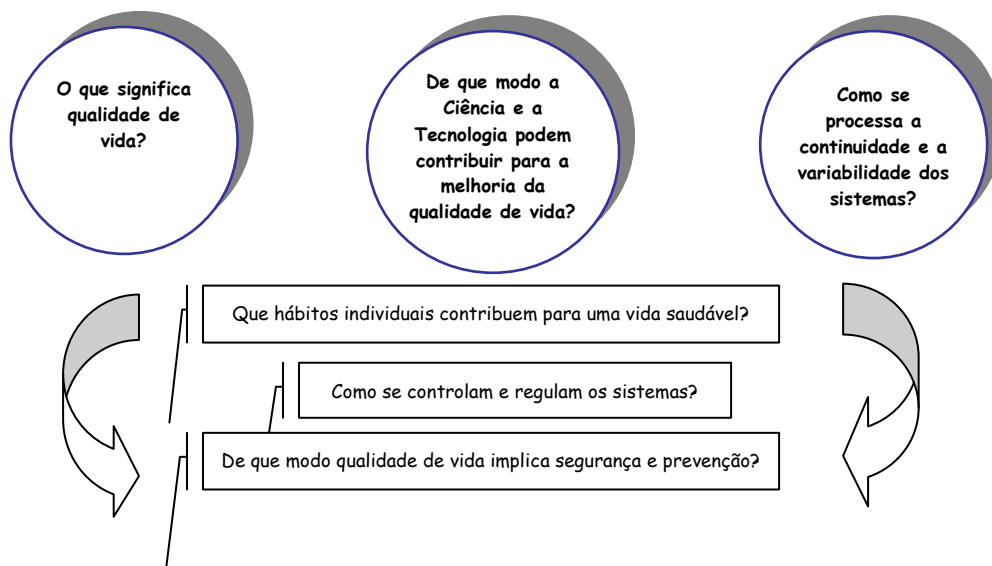 O que significa
qualidade de
vida?
De que modo a
Ciência e a
Tecnologia podem
contribuir para a
melhoria da
qualidade de vida?
Como se
processa a
continuidade e a
variabilidade dos
sistemas?
Que hábitos individuais contribuem para uma vida saudável?
Como se controlam e regulam os sistemas?
De que modo qualidade de vida implica segurança e prevenção?